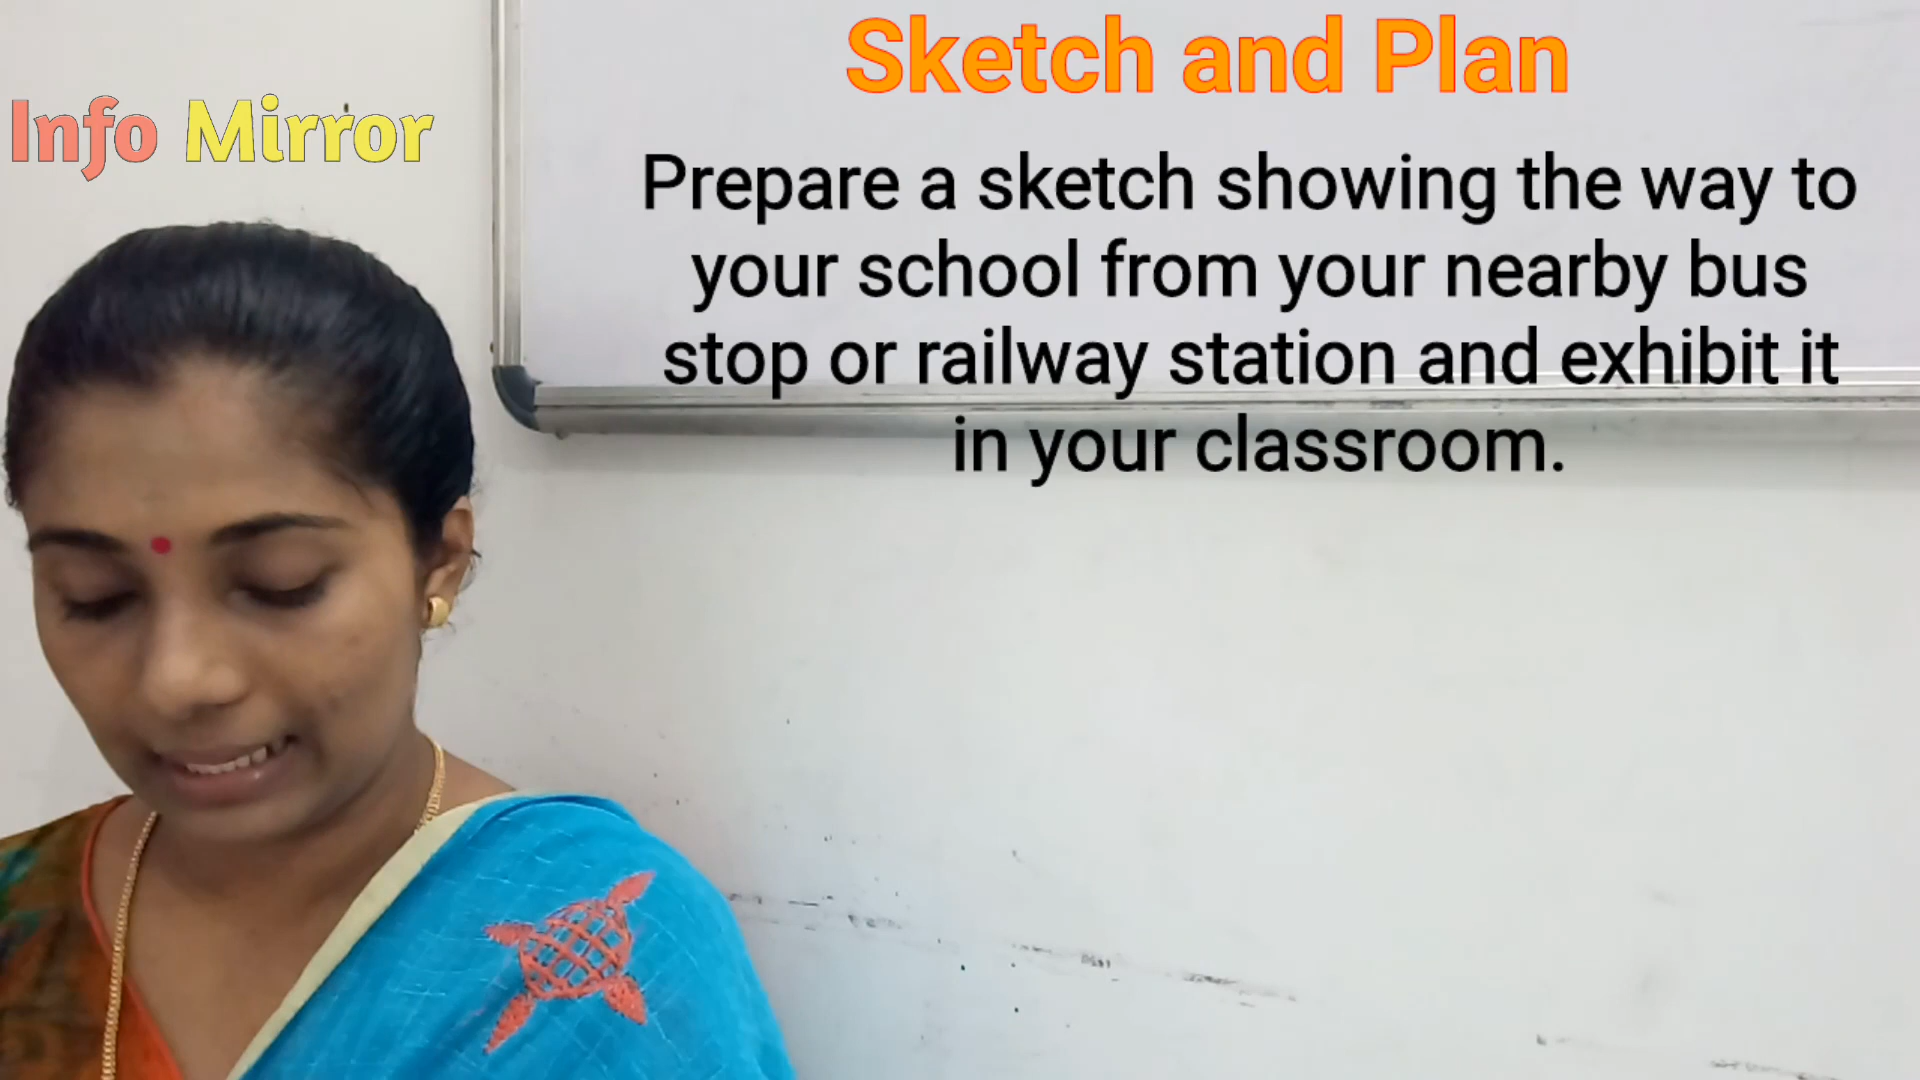 Sketch and Plan
Info Mirror
Prepare a sketch showing the way to
your school from your nearby bus
stop or railway station and exhibit it
in your classroom.